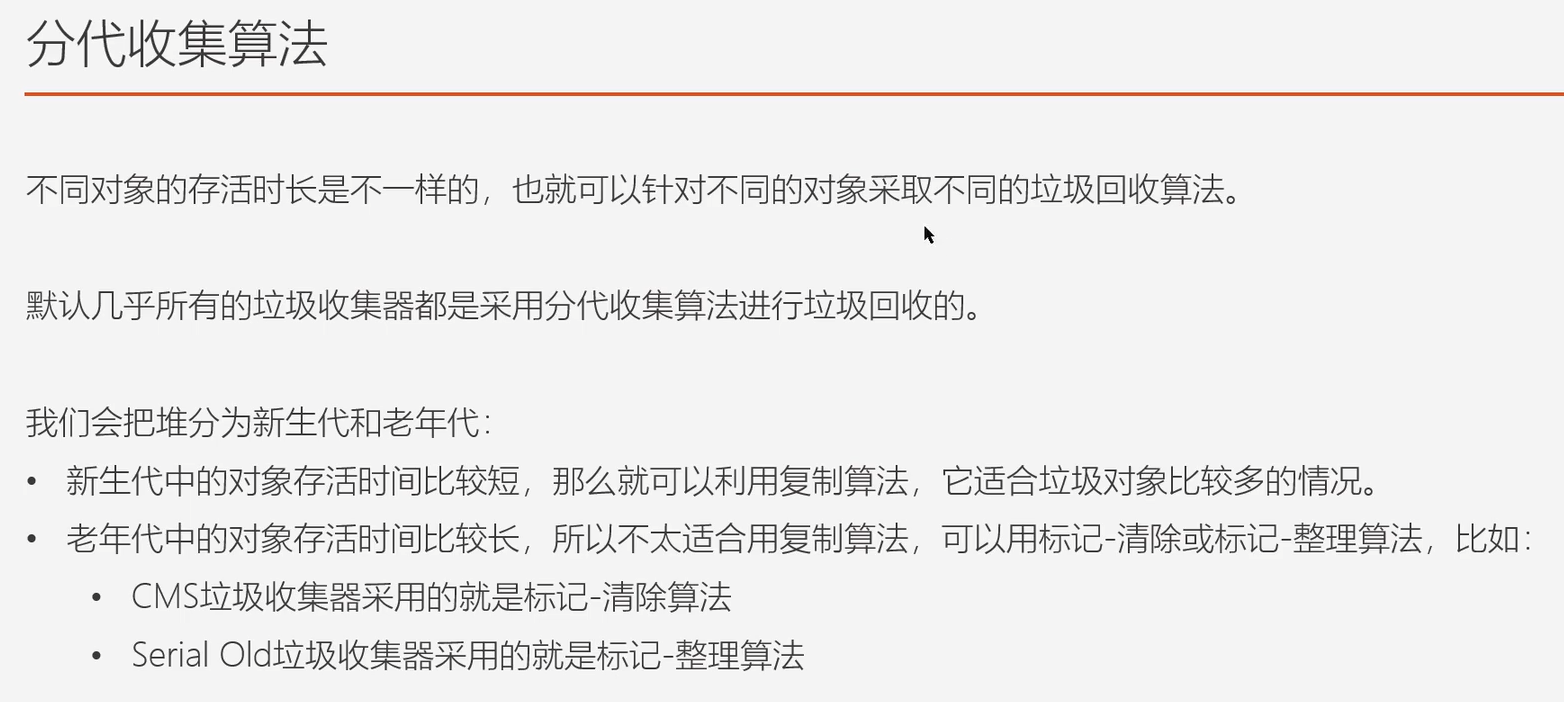 分代收集算法
不同对象的存活时长是不一样的，也就可以针对不同的对象采取不同的垃圾回收算法。
默认几乎所有的垃圾收集器都是采用分代收集算法进行垃圾回收的。
我们会把堆分为新生代和老年代：
• 新生代中的对象存活时间比较短，那么就可以利用复制算法，它适合垃圾对象比较多的情况。
• 老年代中的对象存活时间比较长，所以不太适合用复制算法，可以用标记-清除或标记-整理算法，比如：
• CMS垃圾收集器采用的就是标记-清除算法
• Serial Old垃圾收集器采用的就是标记-整理算法